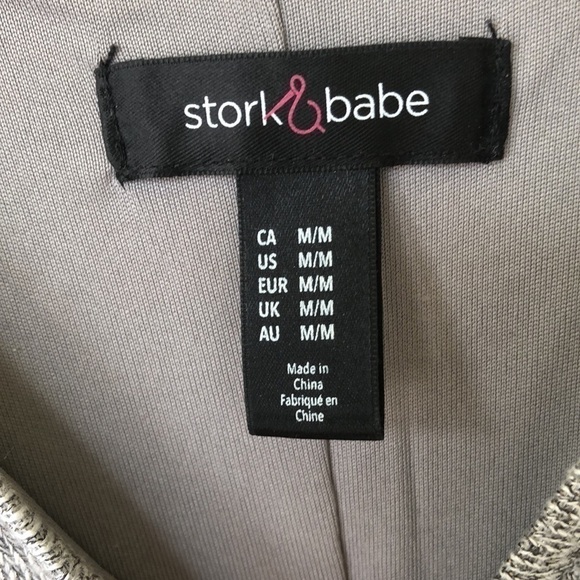 stork&babe
CA M/M
US M/M
EUR M/M
UK M/M
AU M/M
Made in
China
Fabriqué en
Chine